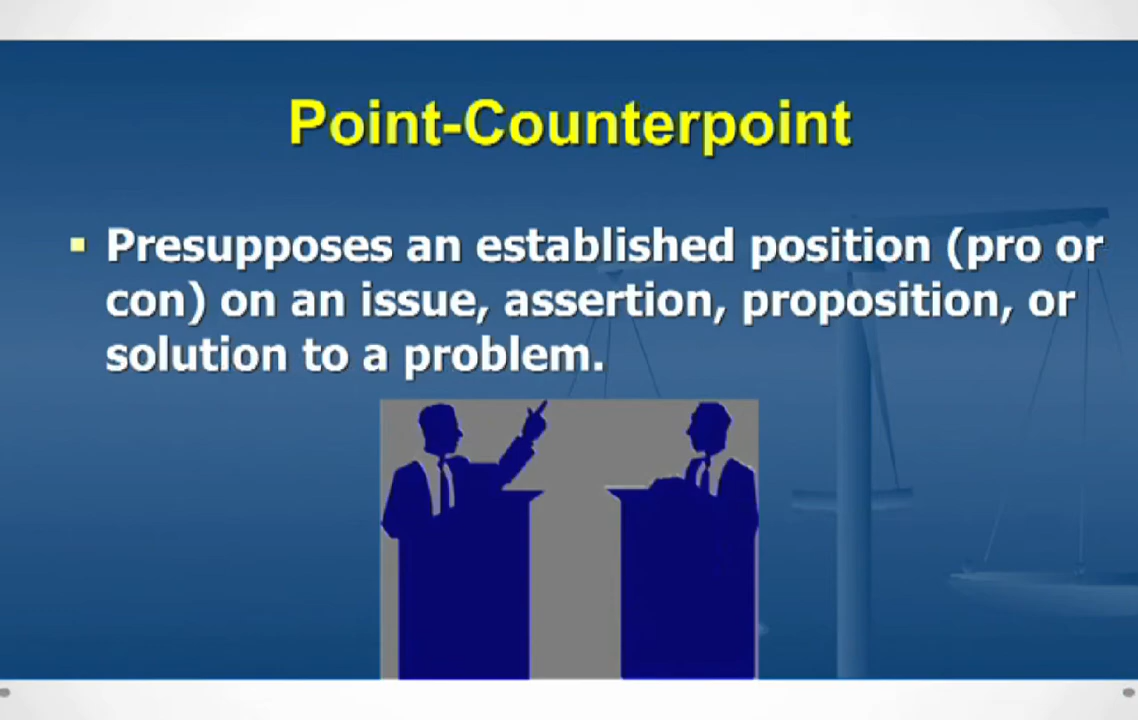 Point-Counterpoint
Presupposes an established position (pro or
con) on an issue, assertion, proposition, or
solution to a problem.